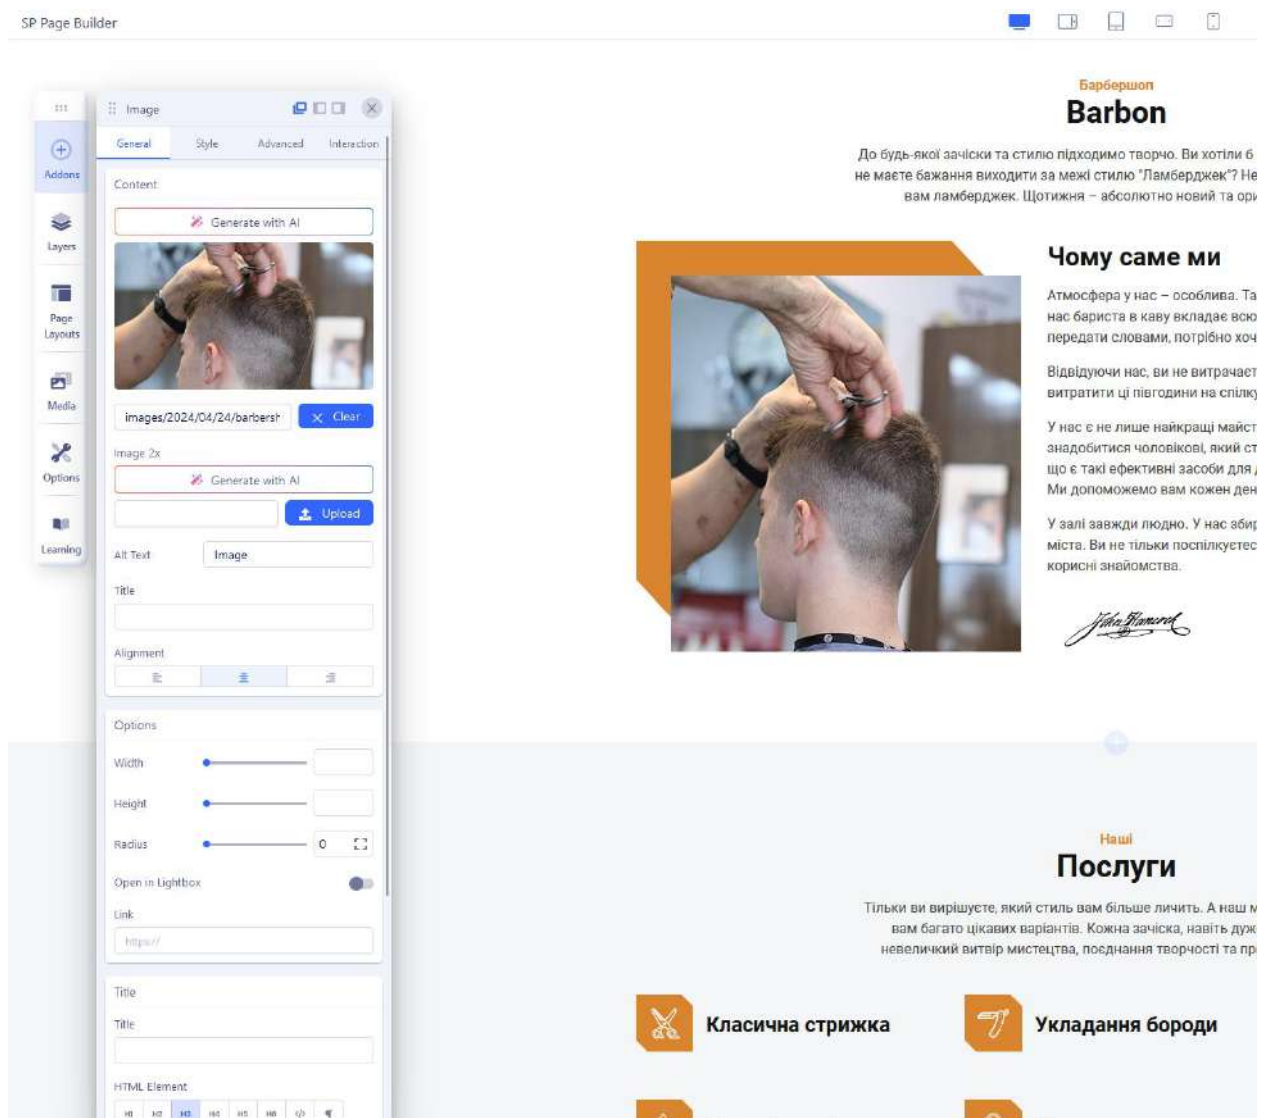 SP Page Builder
Addons
Layers
Page
Layouts
Media
Options
Learning
Image
General Style Advanced Interaction
Content
Generate with AI
images/2024/04/24/barbersh
Clear
Image 2x
Generate with AI
Upload
Alt Text
Image
Title
Alignment
Options
Width
Height
Radius
0
Open in Lightbox
Link
https://
Title
Title
HTML Element
H1 H2 H3 H4 H5 H6 </> ¶
Барбершоп
Barbon
До будь-якої зачіски та стилю підходимо творчо. Ви хотіли б
не маєте бажання виходити за межі стилю "Ламберджек"? Не
вам ламберджек. Щотижня – абсолютно новий та ори
Чому саме ми
Атмосфера у нас – особлива. Та
нас бариста в каву вкладає всю
передати словами, потрібно хоч
Відвідуючи нас, ви не витрачаєт
витратити ці півгодини на спілку
У нас є не лише найкращі майст
знадобитися чоловікові, який ст
що є такі ефективні засоби для
Ми допоможемо вам кожен ден
У залі завжди людно. У нас збир
міста. Ви не тільки поспілкуєтес
корисні знайомства.
John Hancock
Наші
Послуги
Тільки ви вирішуєте, який стиль вам більше личить. А наш м
вам багато цікавих варіантів. Кожна зачіска, навіть дуж
невеличкий витвір мистецтва, поєднання творчості та пр
Класична стрижка
Укладання бороди